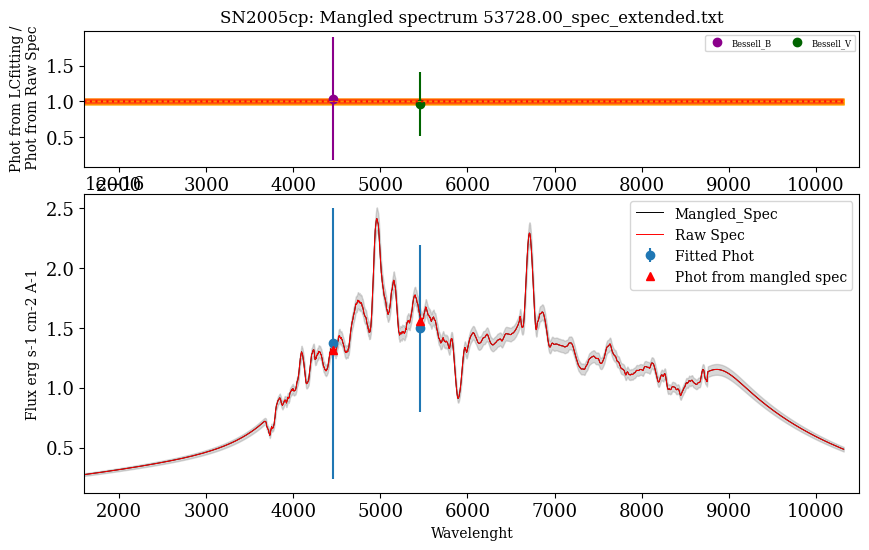 SN2005cp: Mangled spectrum 53728.00_spec_extended.txt
Phot from LCfitting /
Phot from Raw Spec
Bessell_B
Bessell_V
1.5
1.0
0.5
2000 3000 4000 5000 6000 7000 8000 9000 10000
1e−16
Mangled_Spec
Raw Spec
Fitted Phot
Phot from mangled spec
Flux erg s-1 cm-2 A-1
2.5
2.0
1.5
1.0
0.5
2000 3000 4000 5000 6000 7000 8000 9000 10000
Wavelenght